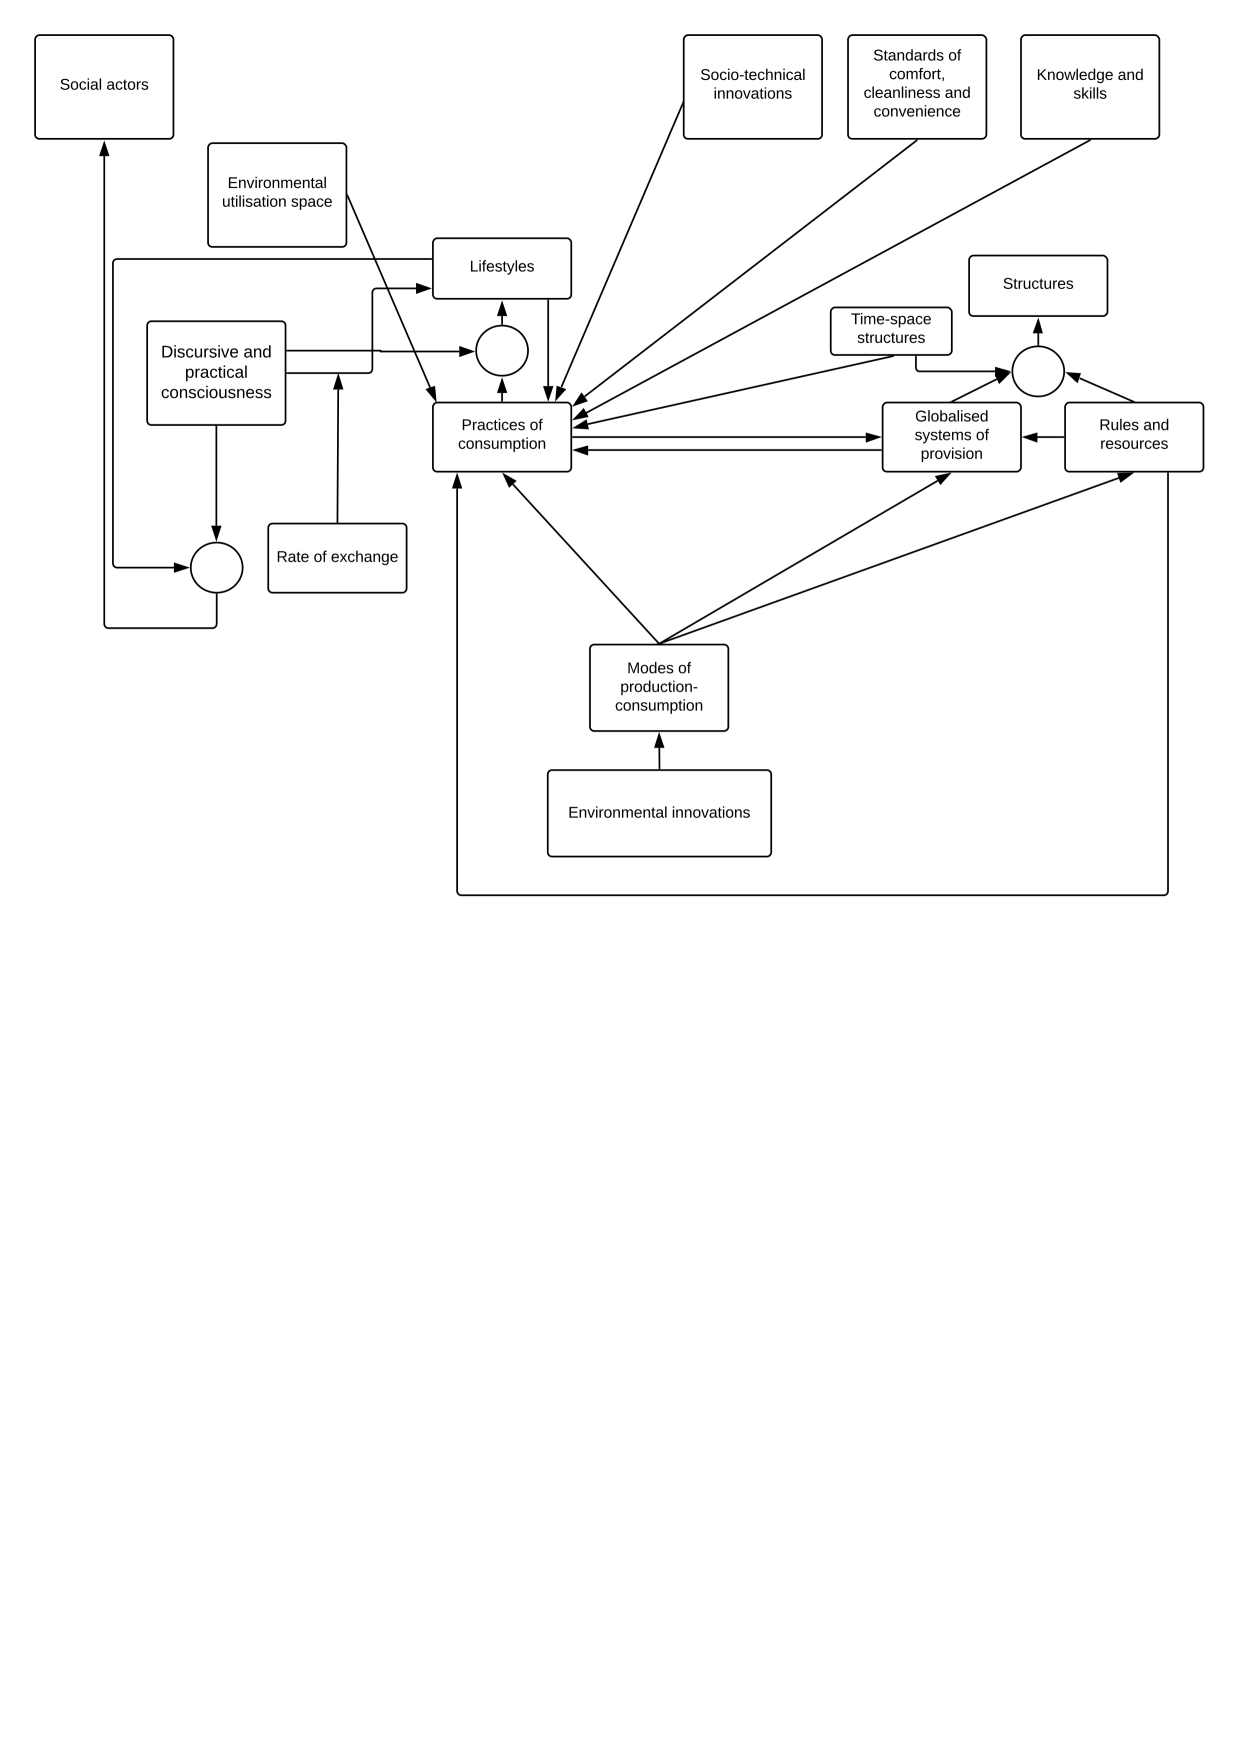 Social actors
Socio-technical
innovations
Standards of
comfort,
cleanliness and
convenience
Knowledge and
skills
Environmental
utilisation space
Lifestyles
Structures
Time-space
structures
Discursive and
practical
consciousness
Practices of
consumption
Globalised
systems of
provision
Rules and
resources
Rate of exchange
Modes of
production-
consumption
Environmental innovations